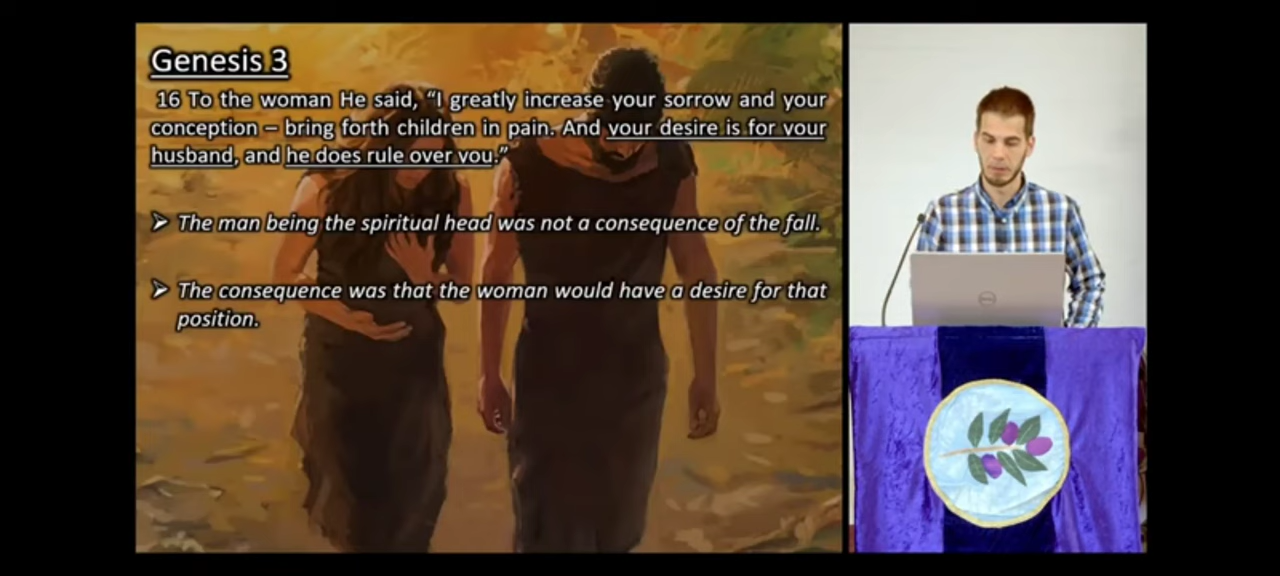 Genesis 3
16 To the woman He said, “I greatly increase your sorrow and your
conception – bring forth children in pain. And your desire is for your
husband, and he does rule over you.”
➢ The man being the spiritual head was not a consequence of the fall.
➢ The consequence was that the woman would have a desire for that
position.
DELL